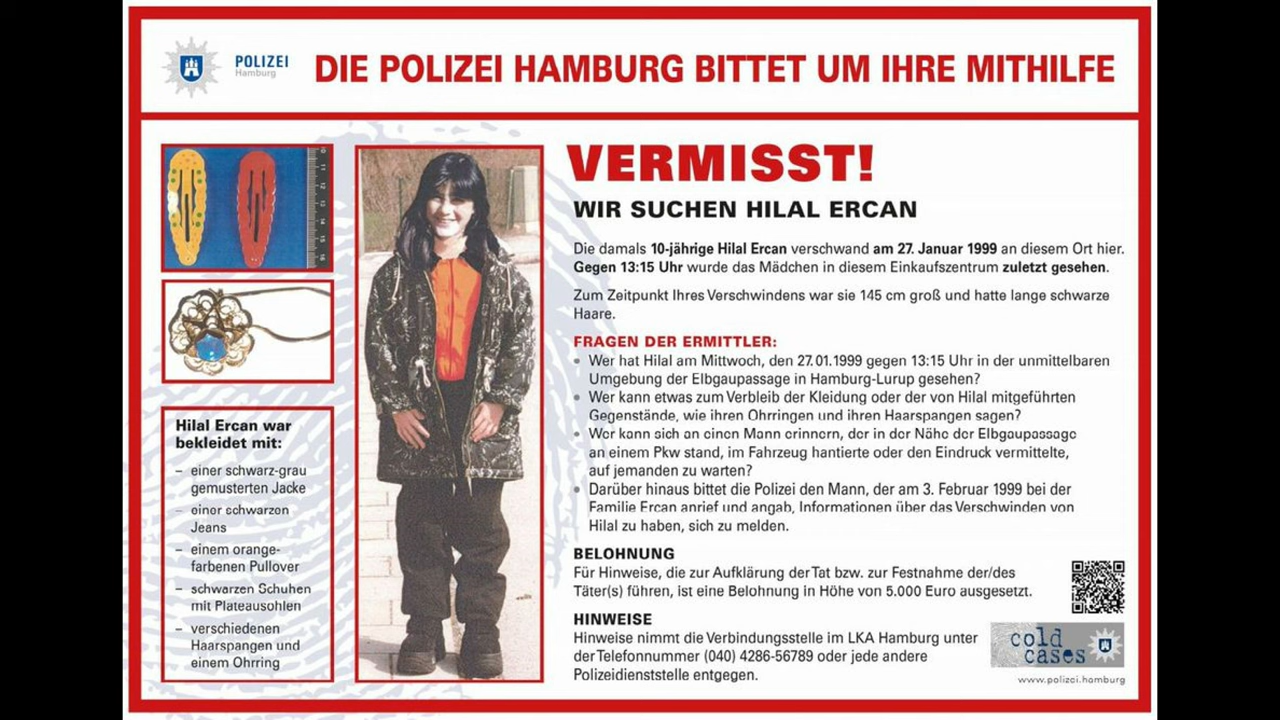 POLIZEI
Hamburg
DIE POLIZEI HAMBURG BITTET UM IHRE MITHILFE
10
11
12
13
14
15
16
VERMISST!
WIR SUCHEN HILAL ERCAN
Die damals 10-jährige Hilal Ercan verschwand am 27. Januar 1999 an diesem Ort hier.
Gegen 13:15 Uhr wurde das Mädchen in diesem Einkaufszentrum zuletzt gesehen.
Zum Zeitpunkt Ihres Verschwindens war sie 145 cm groß und hatte lange schwarze
Haare.
FRAGEN DER ERMITTLER:
• Wer hat Hilal am Mittwoch, den 27.01.1999 gegen 13:15 Uhr in der unmittelbaren
Umgebung der Elbgaupassage in Hamburg-Lurup gesehen?
• Wer kann etwas zum Verbleib der Kleidung oder der von Hilal mitgeführten
Gegenstände, wie ihren Ohrringen und ihren Haarspangen sagen?
• Wer kann sich an einen Mann erinnern, der in der Nähe der Elbgaupassage
an einem Pkw stand, im Fahrzeug hantierte oder den Eindruck vermittelte,
auf jemanden zu warten?
• Darüber hinaus bittet die Polizei den Mann, der am 3. Februar 1999 bei der
Familie Ercan anrief und angab, Informationen über das Verschwinden von
Hilal zu haben, sich zu melden.
BELOHNUNG
Für Hinweise, die zur Aufklärung der Tat bzw. zur Festnahme der/des
Täter(s) führen, ist eine Belohnung in Höhe von 5.000 Euro ausgesetzt.
HINWEISE
Hinweise nimmt die Verbindungsstelle im LKA Hamburg unter
der Telefonnummer (040) 4286-56789 oder jede andere
Polizeidienststelle entgegen.
Hilal Ercan war
bekleidet mit:
– einer schwarz-grau
gemusterten Jacke
– einer schwarzen
Jeans
– einem orange-
farbenen Pullover
– schwarzen Schuhen
mit Plateausohlen
– verschiedenen
Haarspangen und
einem Ohrring
cold
cases
www.polizei.hamburg